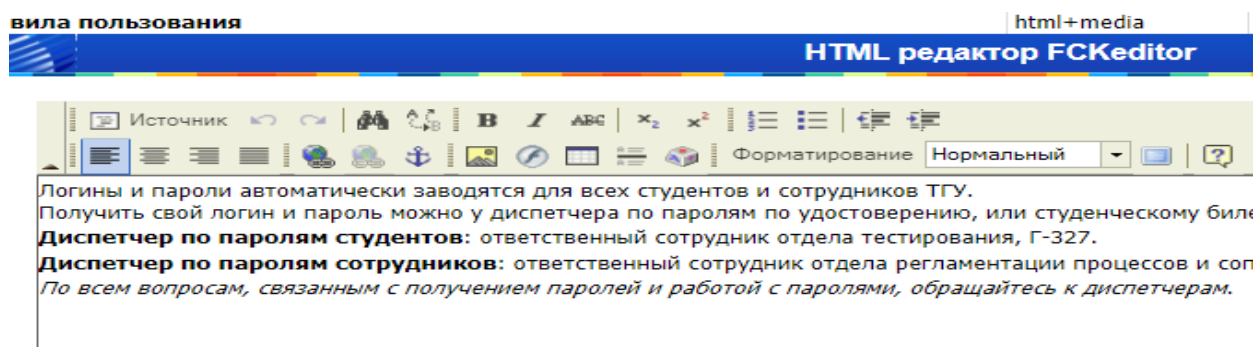 вила пользования html+media
HTML редактор FCKeditor
Источник B I ABC x₂ x²
Форматирование Нормальный
Логины и пароли автоматически заводятся для всех студентов и сотрудников ТГУ.
Получить свой логин и пароль можно у диспетчера по паролям по удостоверению, или студенческому биле
Диспетчер по паролям студентов: ответственный сотрудник отдела тестирования, Г-327.
Диспетчер по паролям сотрудников: ответственный сотрудник отдела регламентации процессов и соп
По всем вопросам, связанным с получением паролей и работой с паролями, обращайтесь к диспетчерам.